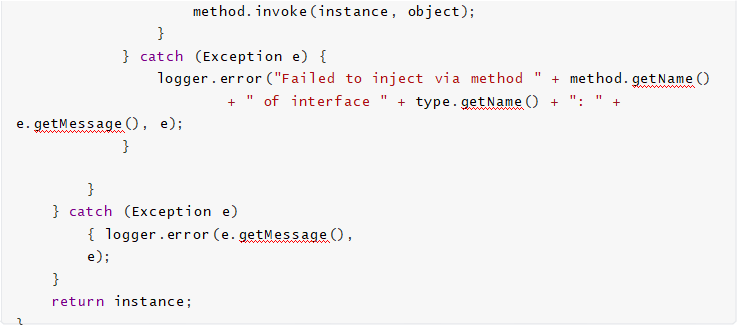 method.invoke(instance, object);
}
} catch (Exception e) {
logger.error("Failed to inject via method " + method.getName()
+ " of interface " + type.getName() + ": " +
e.getMessage(), e);
}
}
} catch (Exception e)
{ logger.error(e.getMessage(),
e);
}
return instance;
}